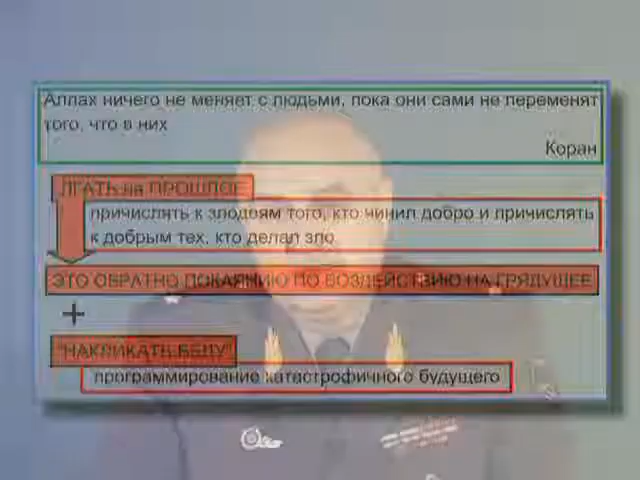 Аллах ничего не меняет с людьми, пока они сами не переменят
того, что в них
Коран
ЛГАТЬ на ПРОШЛОЕ
причислять к злодеям того, кто чинил добро и причислять
к добрым тех, кто делал зло
ЭТО ОБРАТНО ПОКАЯНИЮ ПО ВОЗДЕЙСТВИЮ НА ГРЯДУЩЕЕ
+
"НАКЛИКАТЬ БЕДУ"
программирование катастрофичного будущего